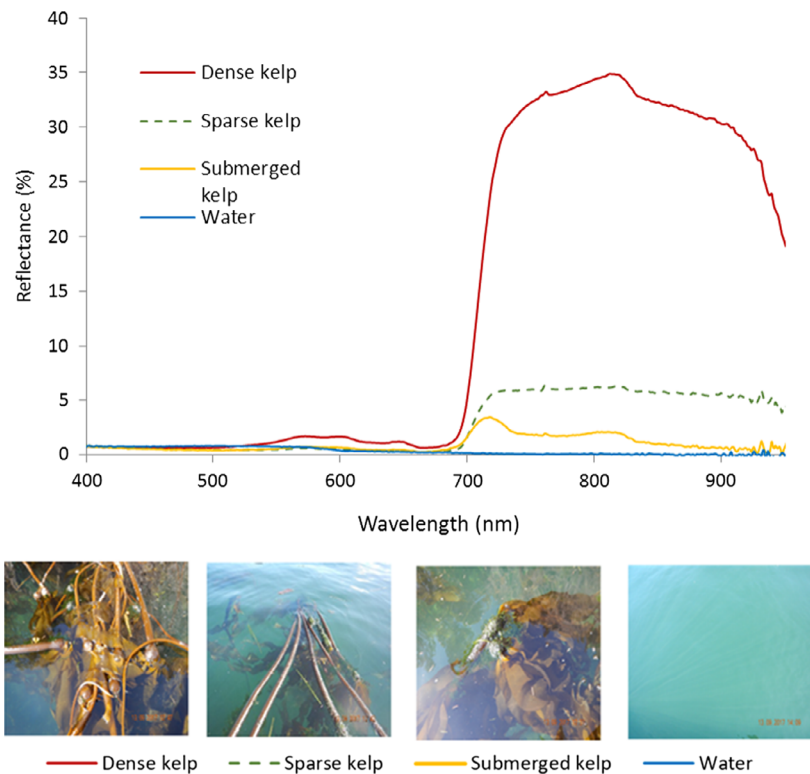 40
35
30
25
20
15
10
5
0
Reflectance (%)
Dense kelp
Sparse kelp
Submerged
kelp
Water
400
500
600
700
800
900
Wavelength (nm)
Dense kelp
Sparse kelp
Submerged kelp
Water